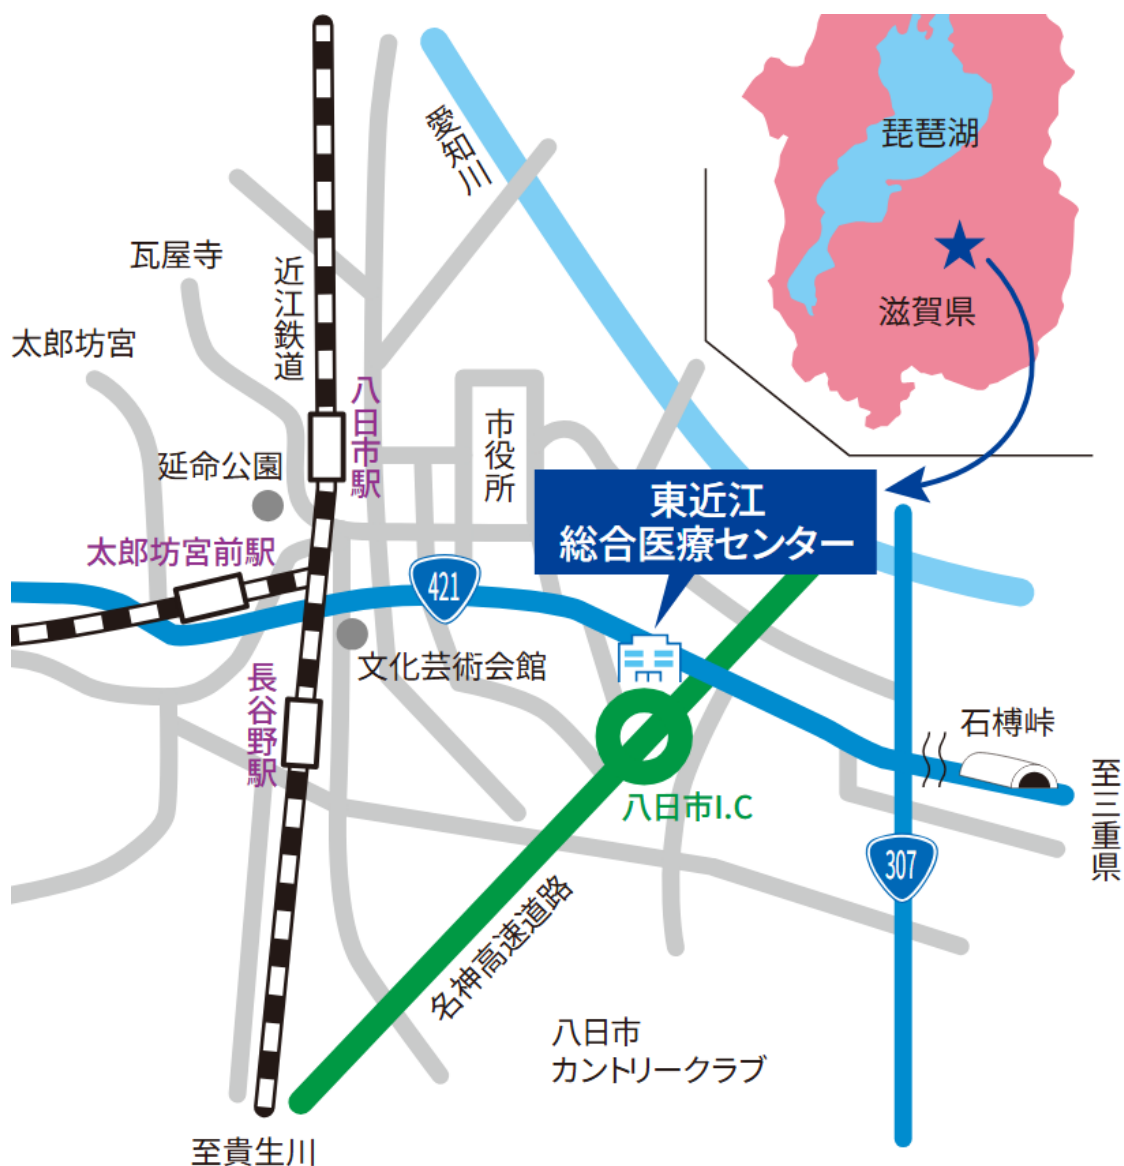 愛知川
琵琶湖
瓦屋寺
近江鉄道
滋賀県
太郎坊宮
八日市駅
市役所
延命公園
東近江
総合医療センター
太郎坊宮前駅
421
文化芸術会館
長谷野駅
石榑峠
至三重県
八日市I.C
307
名神高速道路
八日市
カントリークラブ
至貴生川